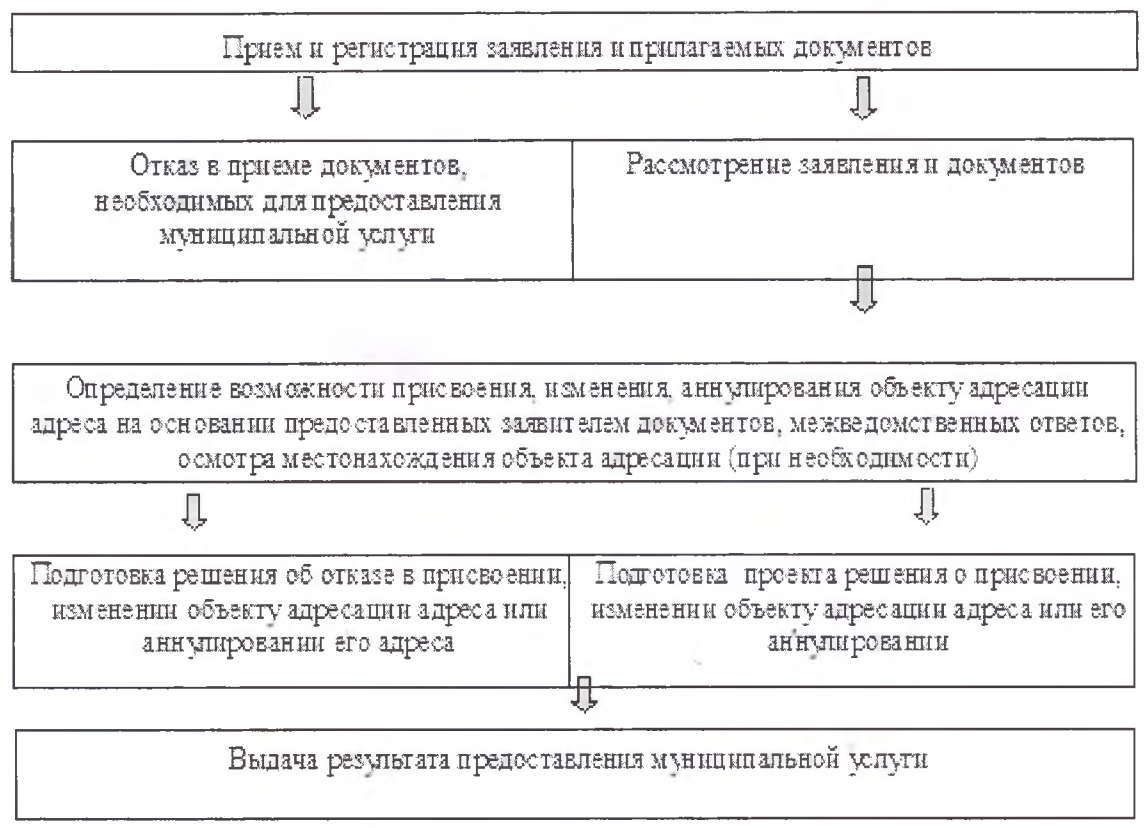 Прием и регистрация заявления и прилагаемых документов
Отказ в приеме документов,
необходимых для предоставления
муниципальной услуги
Рассмотрение заявления и документов
Определение возможности присвоения, изменения, аннулирования объекту адресации
адреса на основании предоставленных заявителем документов, межведомственных ответов,
осмотра местонахождения объекта адресации (при необходимости)
Подготовка решения об отказе в присвоении,
изменении объекту адресации адреса или
аннулировании его адреса
Подготовка проекта решения о присвоении,
изменении объекту адресации адреса или его
аннулировании
Выдача результата предоставления муниципальной услуги